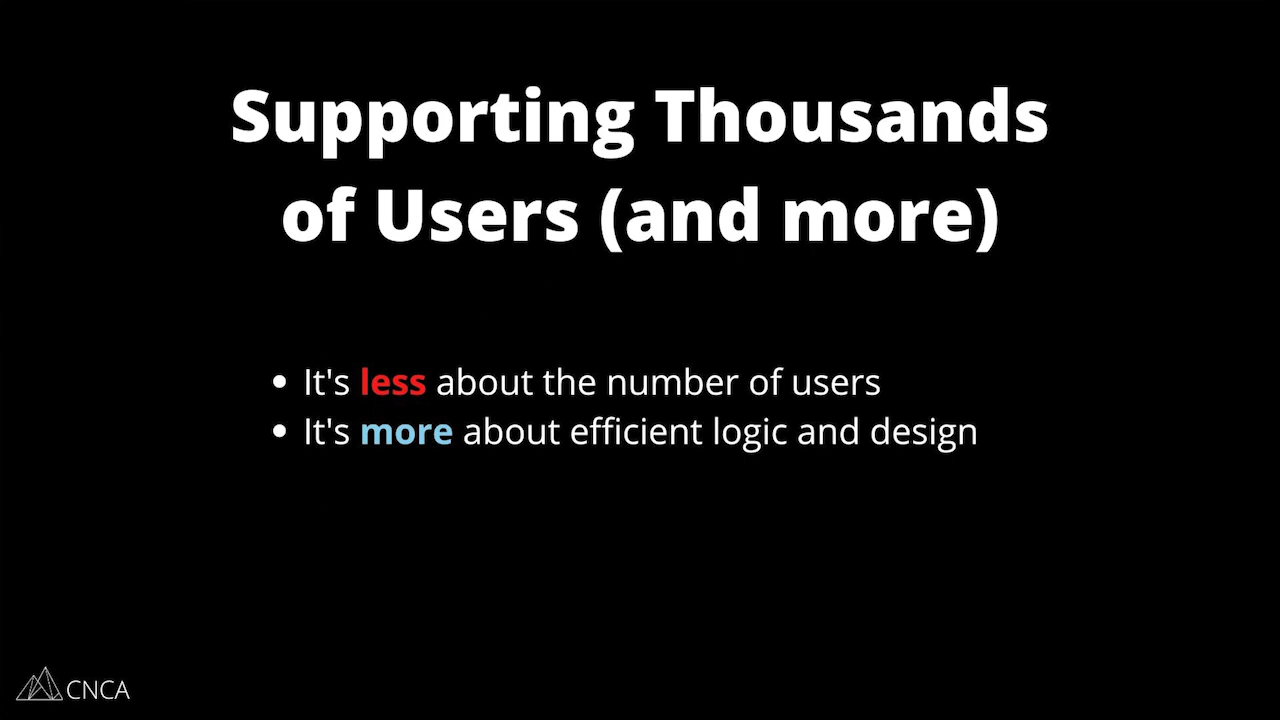 Supporting Thousands
of Users (and more)
• It's less about the number of users
• It's more about efficient logic and design
CNCA